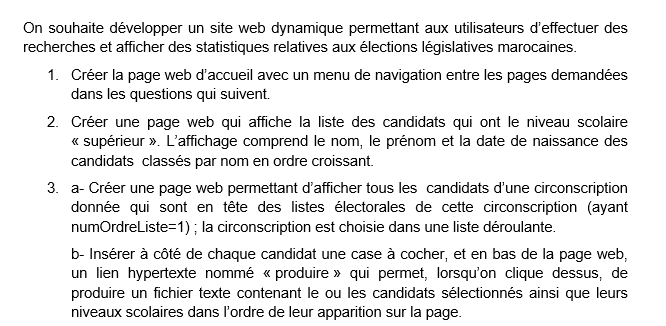 On souhaite développer un site web dynamique permettant aux utilisateurs d'effectuer des
recherches et afficher des statistiques relatives aux élections législatives marocaines.
1. Créer la page web d'accueil avec un menu de navigation entre les pages demandées
dans les questions qui suivent.
2. Créer une page web qui affiche la liste des candidats qui ont le niveau scolaire
« supérieur ». L'affichage comprend le nom, le prénom et la date de naissance des
candidats classés par nom en ordre croissant.
3. a- Créer une page web permettant d'afficher tous les candidats d'une circonscription
donnée qui sont en tête des listes électorales de cette circonscription (ayant
numOrdreListe=1) ; la circonscription est choisie dans une liste déroulante.
b- Insérer à côté de chaque candidat une case à cocher, et en bas de la page web,
un lien hypertexte nommé « produire » qui permet, lorsqu'on clique dessus, de
produire un fichier texte contenant le ou les candidats sélectionnés ainsi que leurs
niveaux scolaires dans l'ordre de leur apparition sur la page.